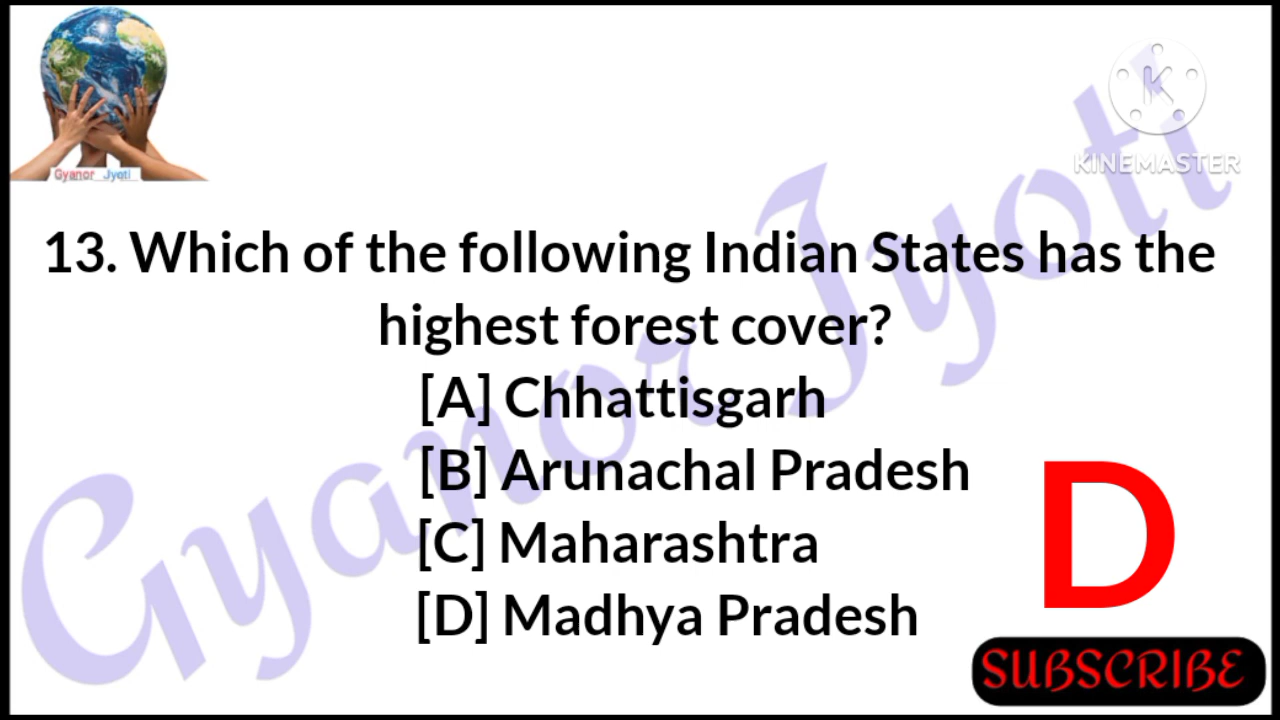 Gyanor Jyoti
K
KINEMASTER
Gyanor Jyoti
13. Which of the following Indian States has the
highest forest cover?
[A] Chhattisgarh
[B] Arunachal Pradesh
[C] Maharashtra
[D] Madhya Pradesh
D
SUBSCRIBE